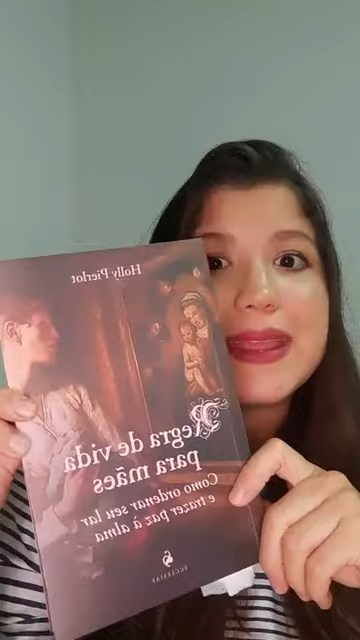 Holly Pierlot
Regra de vida
para mães
Como ordenar seu lar
e trazer paz à alma
ECCLESIAE